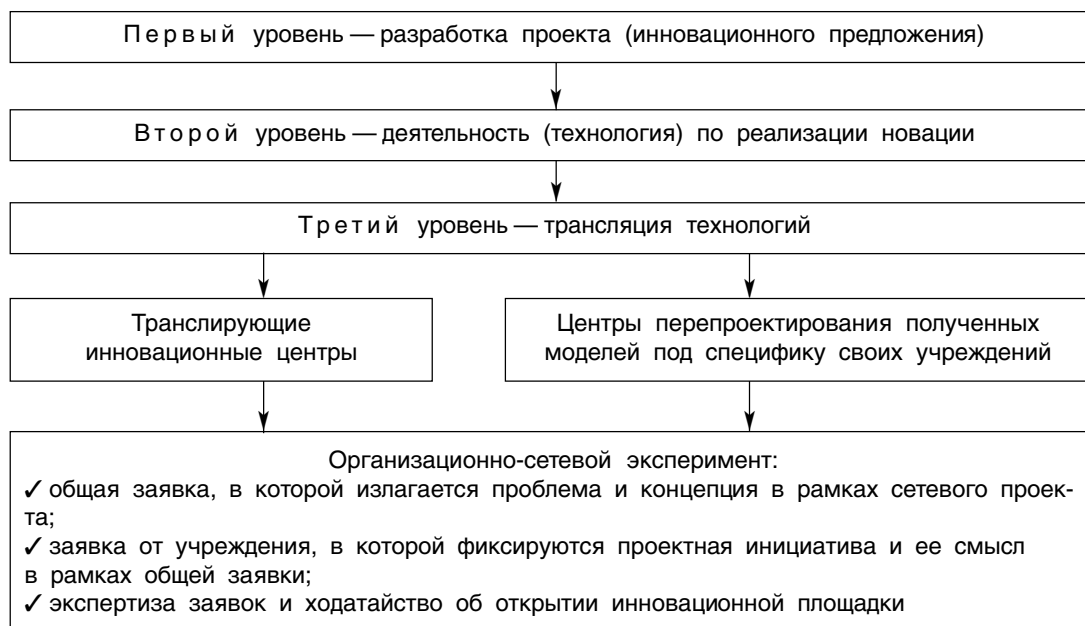 Первый уровень — разработка проекта (инновационного предложения)
Второй уровень — деятельность (технология) по реализации новации
Третий уровень — трансляция технологий
Транслирующие
инновационные центры
Центры перепроектирования полученных
моделей под специфику своих учреждений
Организационно-сетевой эксперимент:
✓ общая заявка, в которой излагается проблема и концепция в рамках сетевого проек-
та;
✓ заявка от учреждения, в которой фиксируются проектная инициатива и ее смысл
в рамках общей заявки;
✓ экспертиза заявок и ходатайство об открытии инновационной площадки